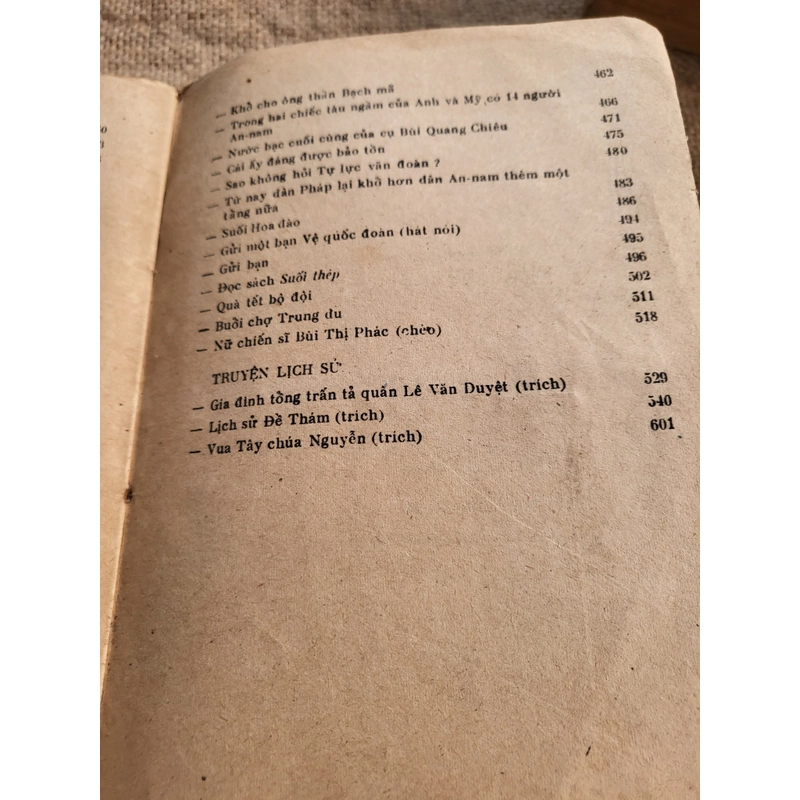 0
3
1
— Khổ cho ông thần Bạch mã 462
— Trong hai chiếc tàu ngầm của Anh và Mỹ có 14 người
An-nam 466
— Nước bạc cuối cùng của cụ Bùi Quang Chiêu 471
— Cái ấy đáng được bảo tồn 475
— Sao không hỏi Tự lực văn đoàn ? 480
— Từ nay dân Pháp lại khổ hơn dân An-nam thêm một
tầng nữa 483
— Suối Hoa đào 486
— Gửi một bạn Vệ quốc đoàn (hát nói) 494
— Gửi bạn 495
— Đọc sách Suối thép 496
— Quà tết bộ đội 502
— Buổi chợ Trung du 511
— Nữ chiến sĩ Bùi Thị Phác (chèo) 518
TRUYỆN LỊCH SỬ
— Gia đình tổng trấn tả quân Lê Văn Duyệt (trích) 529
— Lịch sử Đề Thám (trích) 540
— Vua Tây chúa Nguyễn (trích) 601